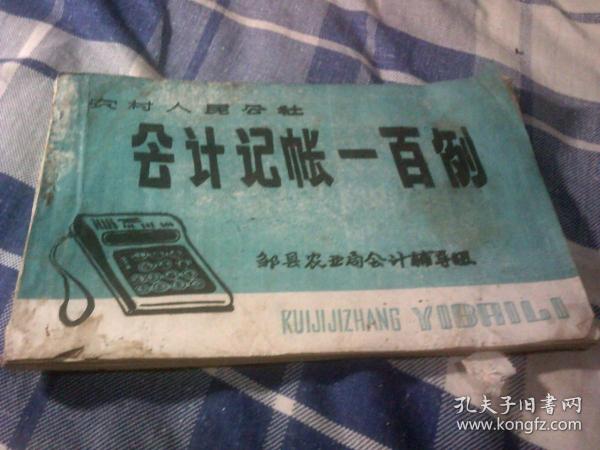 农村人民公社
会计记帐一百例
邹县农业局会计辅导组
KUIJIJIZHANG YIBAILI
孔夫子旧书网
www.kongfz.com